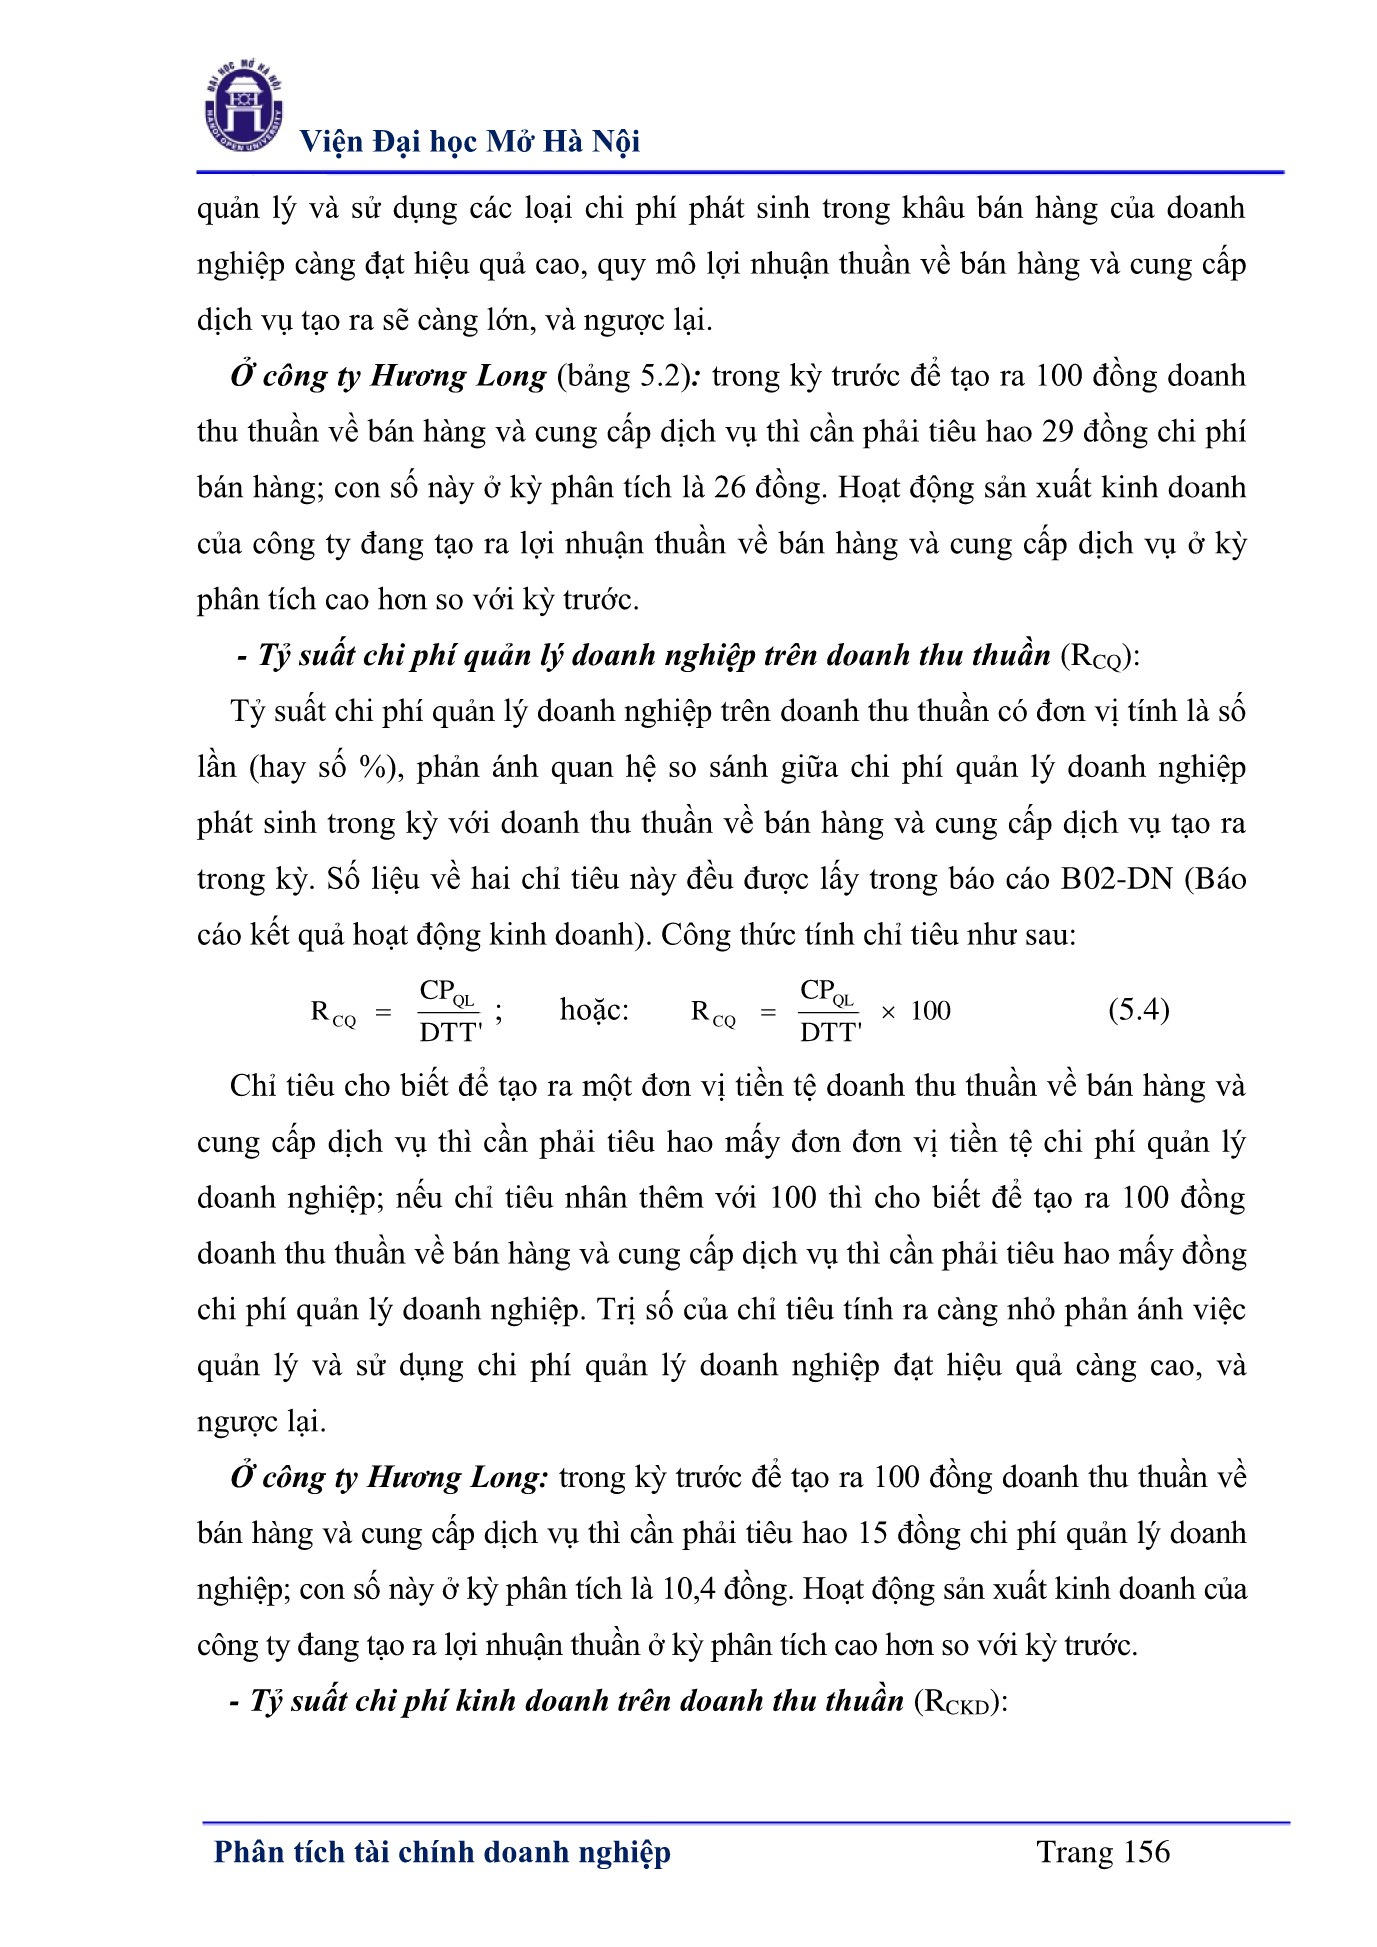 ĐẠI HỌC MỞ HÀ NỘI
HANOI OPEN UNIVERSITY
Viện Đại học Mở Hà Nội
quản lý và sử dụng các loại chi phí phát sinh trong khâu bán hàng của doanh
nghiệp càng đạt hiệu quả cao, quy mô lợi nhuận thuần về bán hàng và cung cấp
dịch vụ tạo ra sẽ càng lớn, và ngược lại.
Ở công ty Hương Long (bảng 5.2): trong kỳ trước để tạo ra 100 đồng doanh
thu thuần về bán hàng và cung cấp dịch vụ thì cần phải tiêu hao 29 đồng chi phí
bán hàng; con số này ở kỳ phân tích là 26 đồng. Hoạt động sản xuất kinh doanh
của công ty đang tạo ra lợi nhuận thuần về bán hàng và cung cấp dịch vụ ở kỳ
phân tích cao hơn so với kỳ trước.
- Tỷ suất chi phí quản lý doanh nghiệp trên doanh thu thuần (RCQ):
Tỷ suất chi phí quản lý doanh nghiệp trên doanh thu thuần có đơn vị tính là số
lần (hay số %), phản ánh quan hệ so sánh giữa chi phí quản lý doanh nghiệp
phát sinh trong kỳ với doanh thu thuần về bán hàng và cung cấp dịch vụ tạo ra
trong kỳ. Số liệu về hai chỉ tiêu này đều được lấy trong báo cáo B02-DN (Báo
cáo kết quả hoạt động kinh doanh). Công thức tính chỉ tiêu như sau:
RCQ = CPQL / DTT' ; hoặc: RCQ = CPQL / DTT' × 100 (5.4)
Chỉ tiêu cho biết để tạo ra một đơn vị tiền tệ doanh thu thuần về bán hàng và
cung cấp dịch vụ thì cần phải tiêu hao mấy đơn đơn vị tiền tệ chi phí quản lý
doanh nghiệp; nếu chỉ tiêu nhân thêm với 100 thì cho biết để tạo ra 100 đồng
doanh thu thuần về bán hàng và cung cấp dịch vụ thì cần phải tiêu hao mấy đồng
chi phí quản lý doanh nghiệp. Trị số của chỉ tiêu tính ra càng nhỏ phản ánh việc
quản lý và sử dụng chi phí quản lý doanh nghiệp đạt hiệu quả càng cao, và
ngược lại.
Ở công ty Hương Long: trong kỳ trước để tạo ra 100 đồng doanh thu thuần về
bán hàng và cung cấp dịch vụ thì cần phải tiêu hao 15 đồng chi phí quản lý doanh
nghiệp; con số này ở kỳ phân tích là 10,4 đồng. Hoạt động sản xuất kinh doanh của
công ty đang tạo ra lợi nhuận thuần ở kỳ phân tích cao hơn so với kỳ trước.
- Tỷ suất chi phí kinh doanh trên doanh thu thuần (RCKD):
Phân tích tài chính doanh nghiệp Trang 156